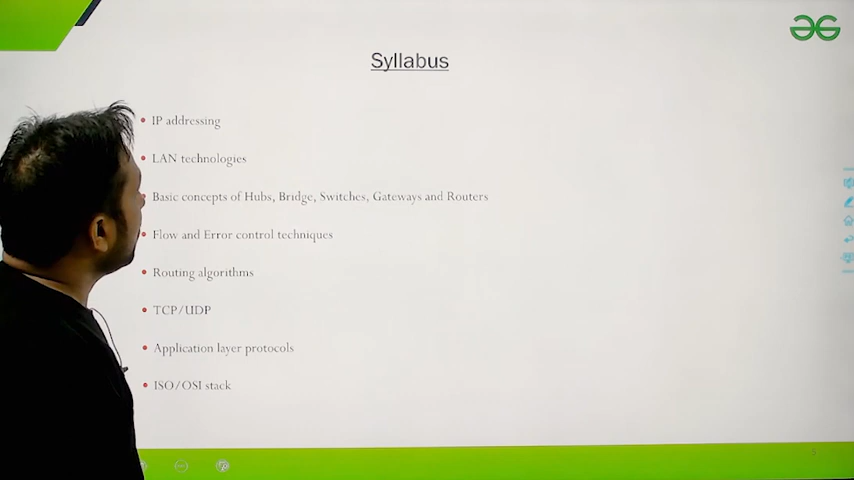 Syllabus
IP addressing
LAN technologies
Basic concepts of Hubs, Bridge, Switches, Gateways and Routers
Flow and Error control techniques
Routing algorithms
TCP/UDP
Application layer protocols
ISO/OSI stack